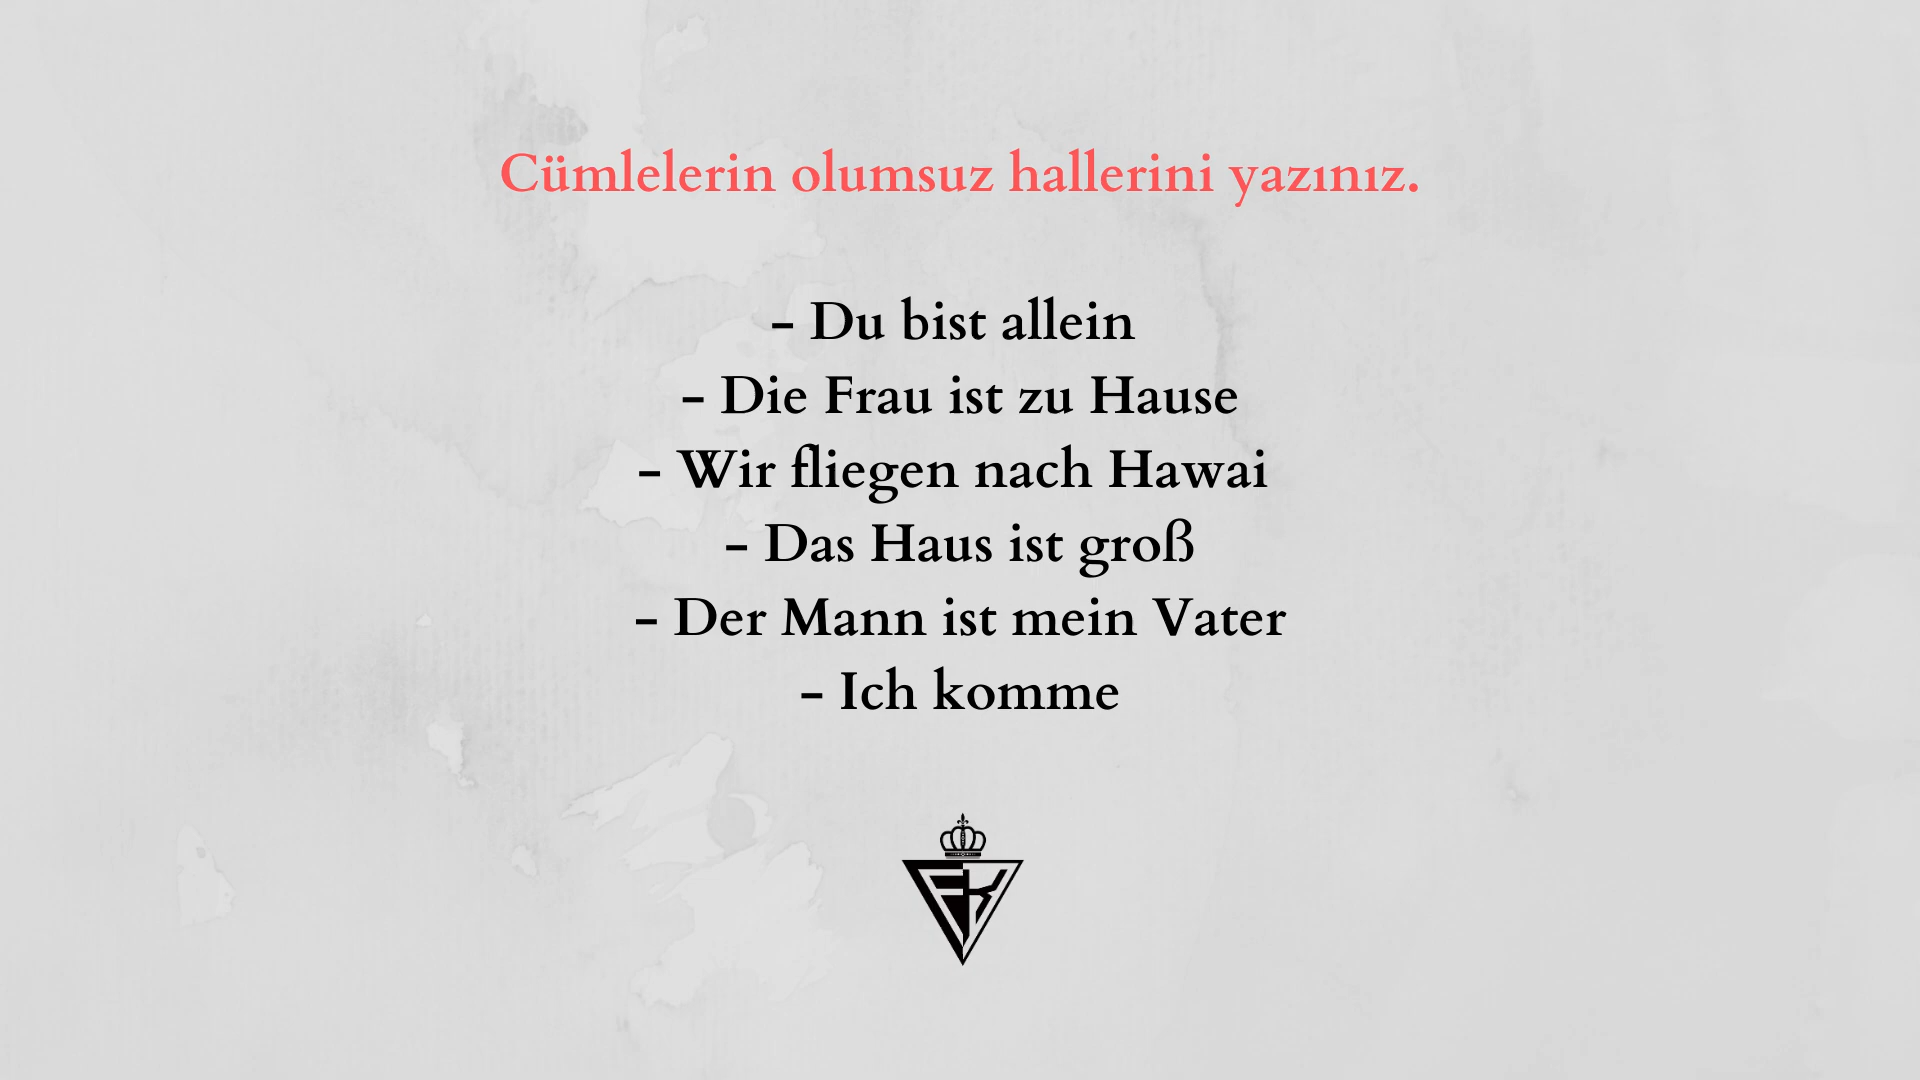 Cümlelerin olumsuz hallerini yazınız.
- Du bist allein
- Die Frau ist zu Hause
- Wir fliegen nach Hawai
- Das Haus ist groß
- Der Mann ist mein Vater
- Ich komme
FK